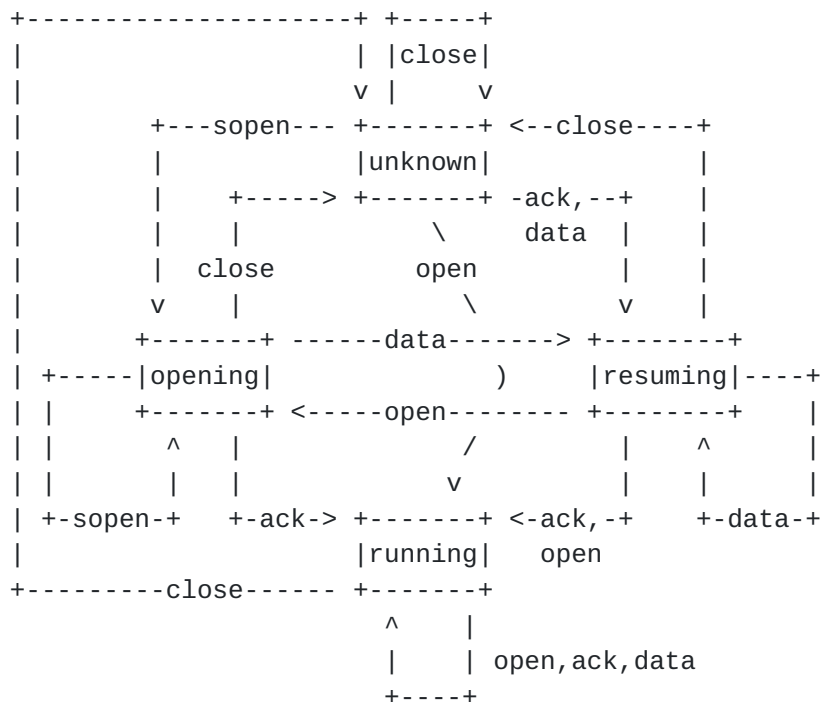 close
sopen close
unknown
ack,
data
close open
data
opening resuming
open
sopen ack ack, data
running open
close
open,ack,data